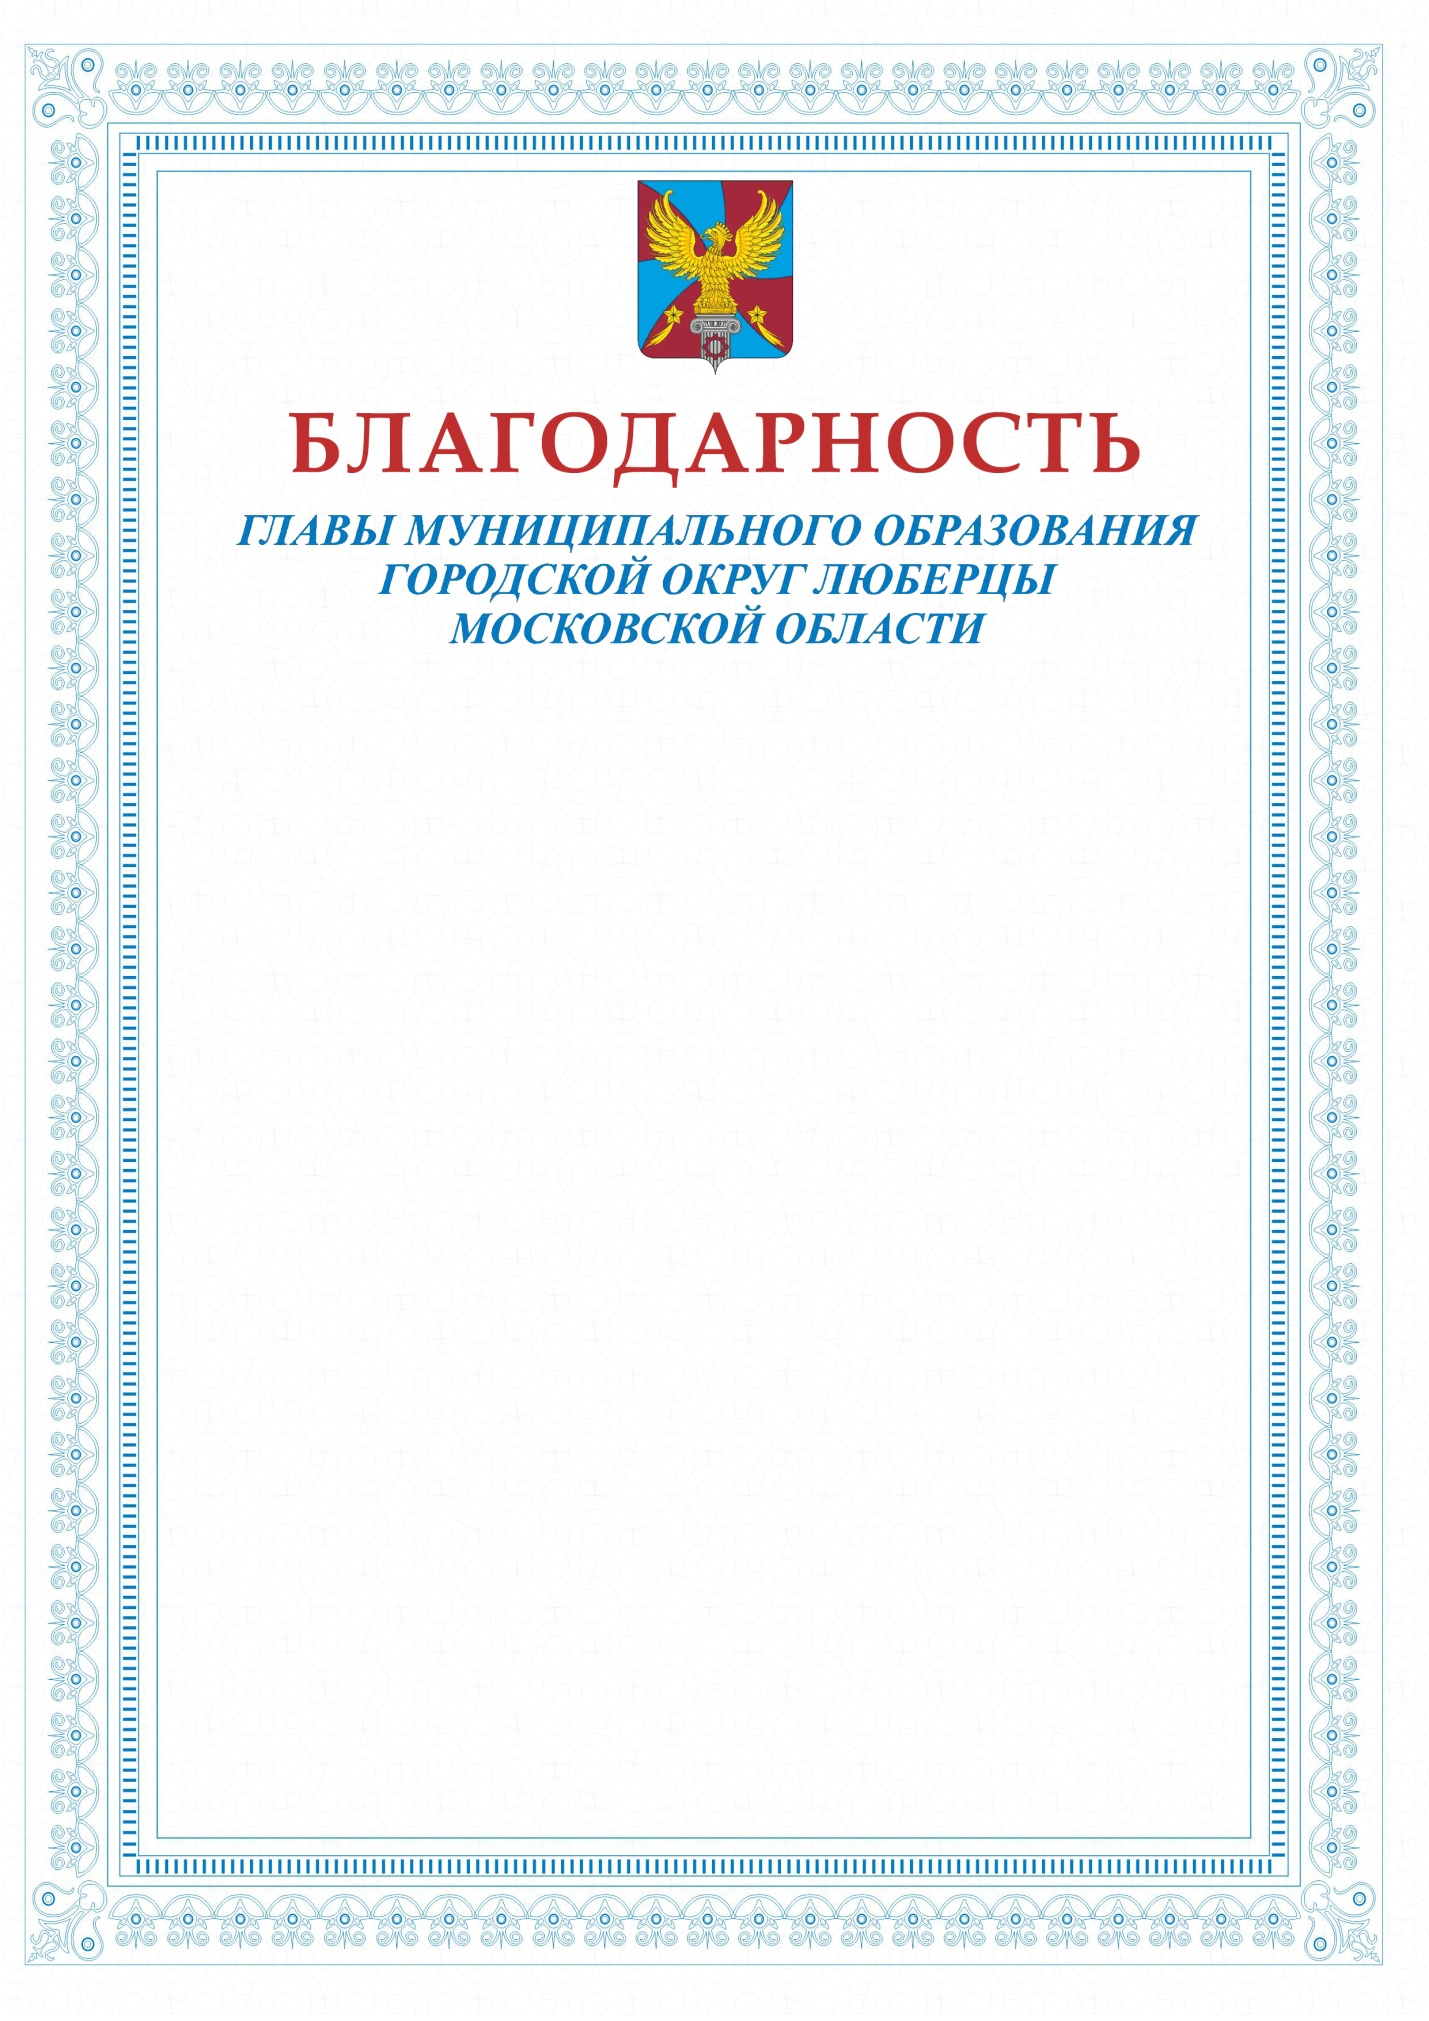 БЛАГОДАРНОСТЬ
ГЛАВЫ МУНИЦИПАЛЬНОГО ОБРАЗОВАНИЯ
ГОРОДСКОЙ ОКРУГ ЛЮБЕРЦЫ
МОСКОВСКОЙ ОБЛАСТИ